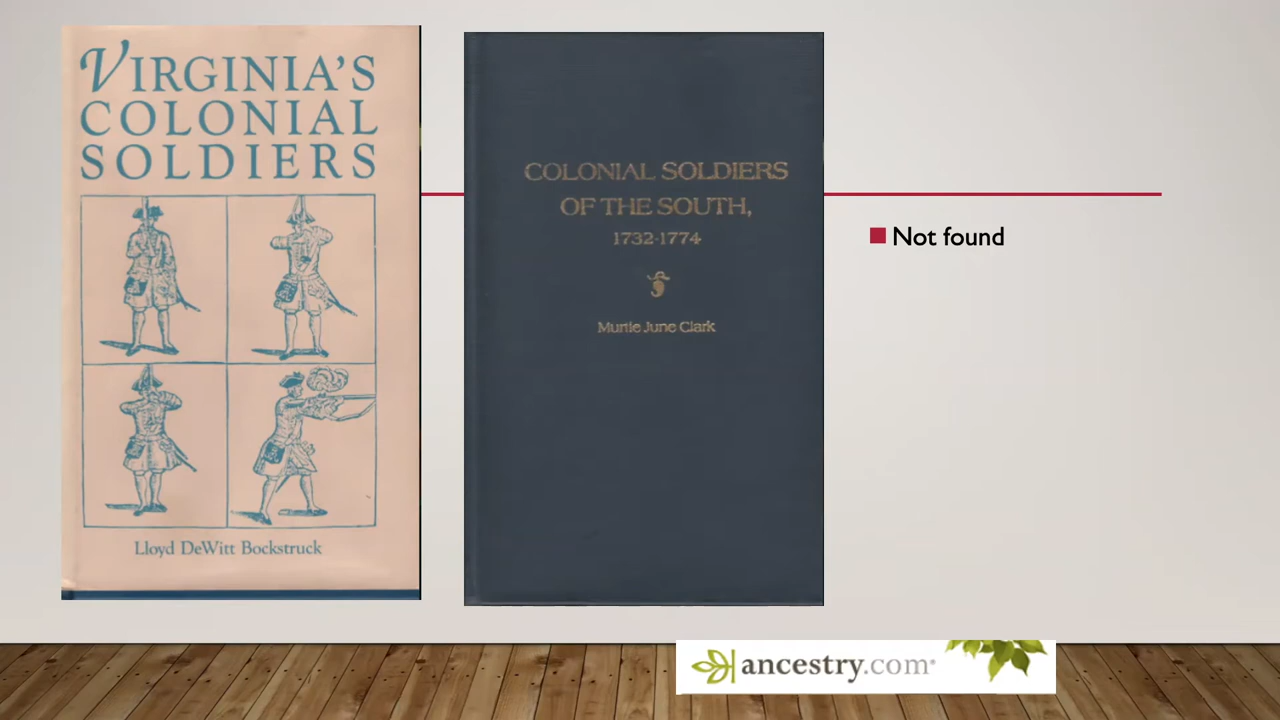 VIRGINIA'S
COLONIAL
SOLDIERS
Lloyd DeWitt Bockstruck
COLONIAL SOLDIERS
OF THE SOUTH,
1732-1774
Murtie June Clark
Not found
ancestry.com®